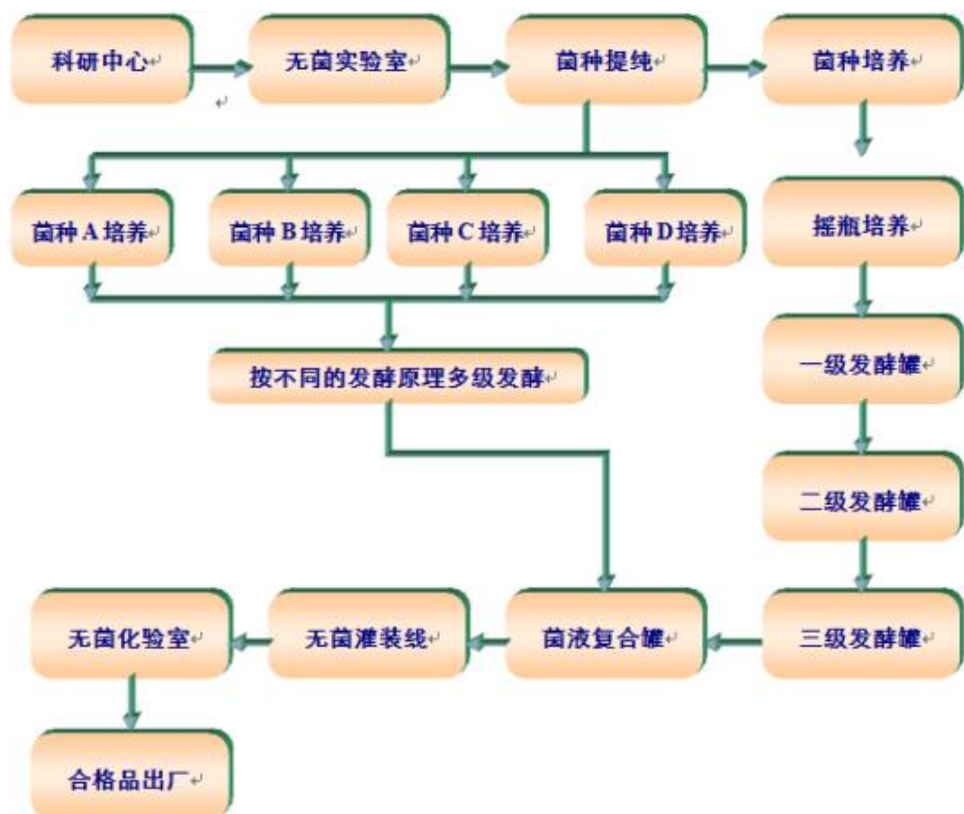 科研中心
无菌实验室
菌种提纯
菌种培养
菌种A培养
菌种B培养
菌种C培养
菌种D培养
摇瓶培养
按不同的发酵原理多级发酵
一级发酵罐
二级发酵罐
无菌化验室
无菌灌装线
菌液复合罐
三级发酵罐
合格品出厂